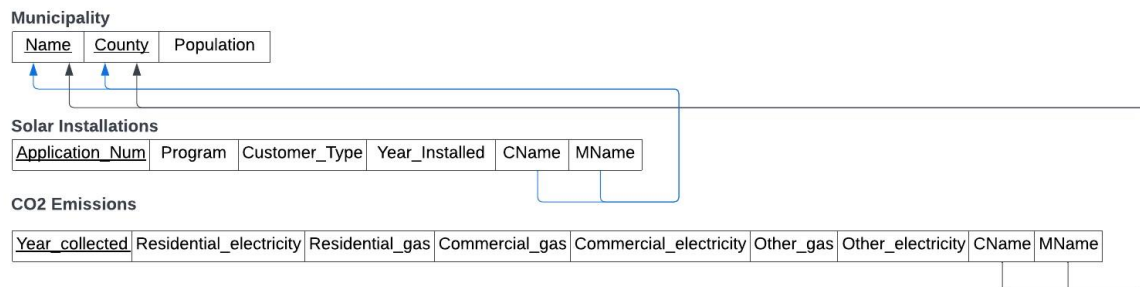 Municipality
Name County Population
Solar Installations
Application_Num Program Customer_Type Year_Installed CName MName
CO2 Emissions
Year_collected Residential_electricity Residential_gas Commercial_gas Commercial_electricity Other_gas Other_electricity CName MName